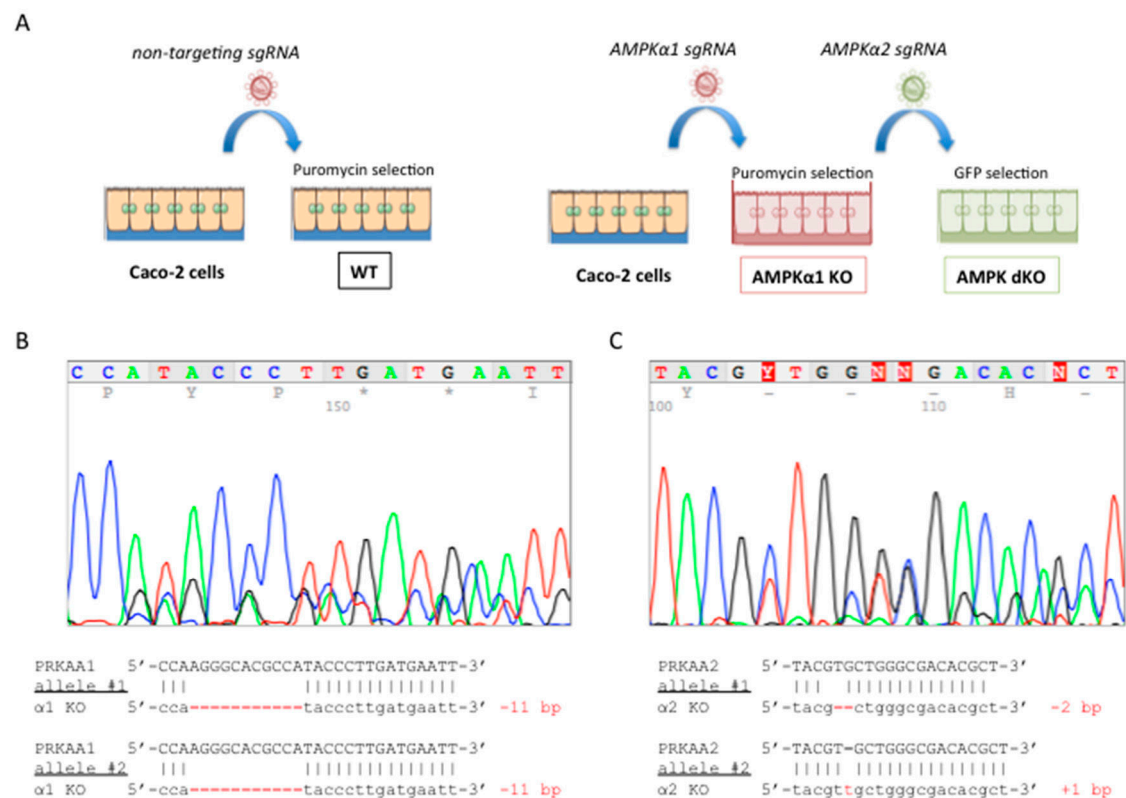 A
non-targeting sgRNA
AMPKα1 sgRNA
AMPKα2 sgRNA
Puromycin selection
Puromycin selection
GFP selection
Caco-2 cells
WT
Caco-2 cells
AMPKα1 KO
AMPK dKO
B
C C A T A C C C T T G A T G A A T T
P Y P * * I
150
PRKAA1 5'-CCAAGGGCACGCCATACCCTTGATGAATT-3'
allele #1 ||| |||||||||||||||
α1 KO 5'-cca-----------tacccttgatgaatt-3' -11 bp
PRKAA1 5'-CCAAGGGCACGCCATACCCTTGATGAATT-3'
allele #2 ||| |||||||||||||||
α1 KO 5'-cca-----------tacccttgatgaatt-3' -11 bp
C
T A C G Y T G G N N G A C A C N C T
Y - - - H -
100 110
PRKAA2 5'-TACGTGCTGGGCGACACGCT-3'
allele #1 ||| ||||||||||||||
α2 KO 5'-tacg--ctgggcgacacgct-3' -2 bp
PRKAA2 5'-TACGT-GCTGGGCGACACGCT-3'
allele #2 ||||| |||||||||||||||
α2 KO 5'-tacgttgctgggcgacacgct-3' +1 bp